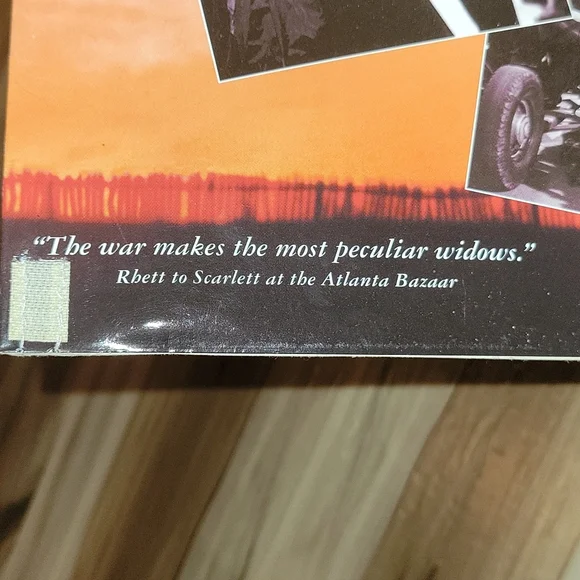 “The war makes the most peculiar widows.”
Rhett to Scarlett at the Atlanta Bazaar